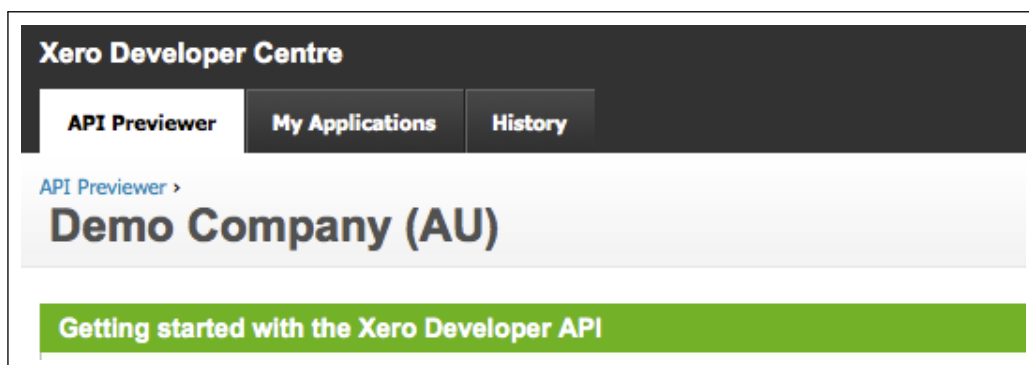 Xero Developer Centre
API Previewer My Applications History
API Previewer ›
Demo Company (AU)
Getting started with the Xero Developer API